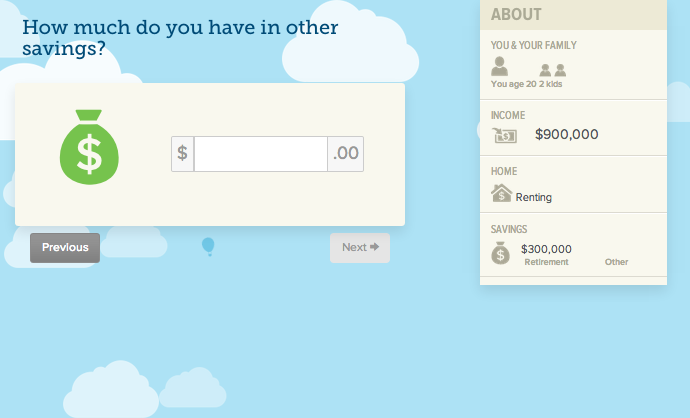 How much do you have in other
savings?
$
$ .00
Previous
Next
ABOUT
YOU & YOUR FAMILY
You age 20 2 kids
INCOME
$900,000
HOME
Renting
SAVINGS
$300,000
Retirement Other